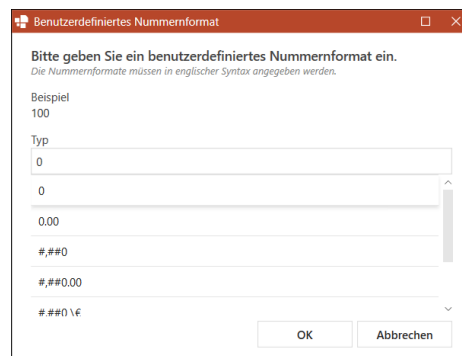 Benutzerdefiniertes Nummernformat
Bitte geben Sie ein benutzerdefiniertes Nummernformat ein.
Die Nummernformate müssen in englischer Syntax angegeben werden.
Beispiel
100
Typ
0
0
0.00
#,##0
#,##0.00
#,##0 \€
OK Abbrechen